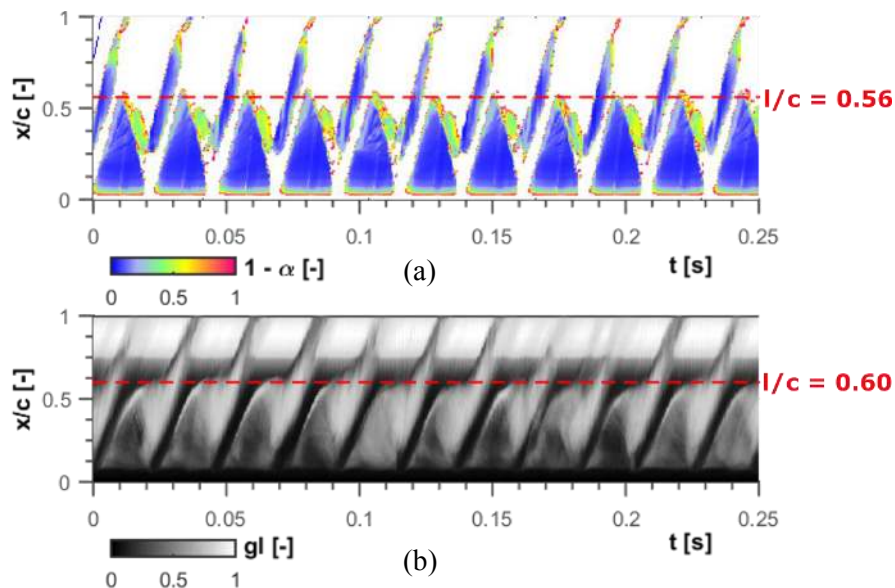 1
x/c [-]
0.5
l/c = 0.56
0
0 0.05 0.1 0.15 0.2 0.25
1 - α [-]
(a)
t [s]
0 0.5 1
1
x/c [-]
0.5
l/c = 0.60
0
0 0.05 0.1 0.15 0.2 0.25
gl [-]
(b)
t [s]
0 0.5 1